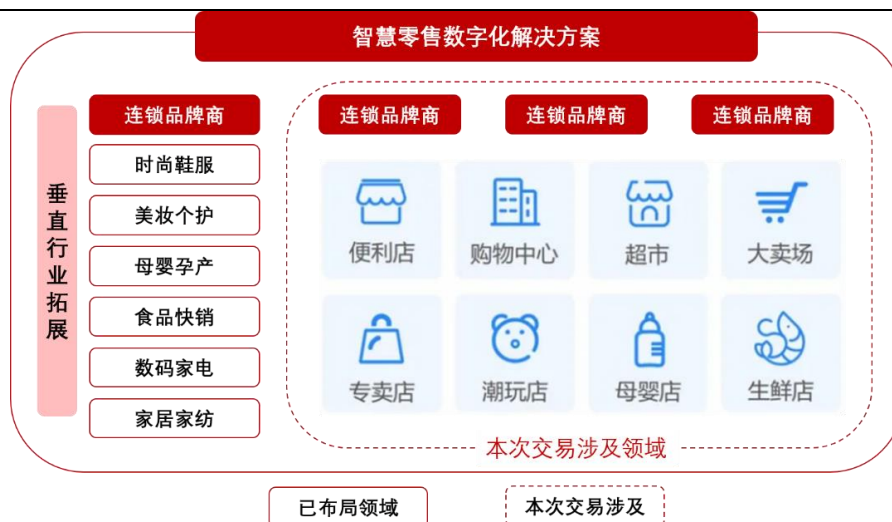 智慧零售数字化解决方案
垂直行业拓展
连锁品牌商
时尚鞋服
美妆个护
母婴孕产
食品快销
数码家电
家居家纺
连锁品牌商 连锁品牌商 连锁品牌商
便利店 购物中心 超市 大卖场
专卖店 潮玩店 母婴店 生鲜店
本次交易涉及领域
已布局领域 本次交易涉及